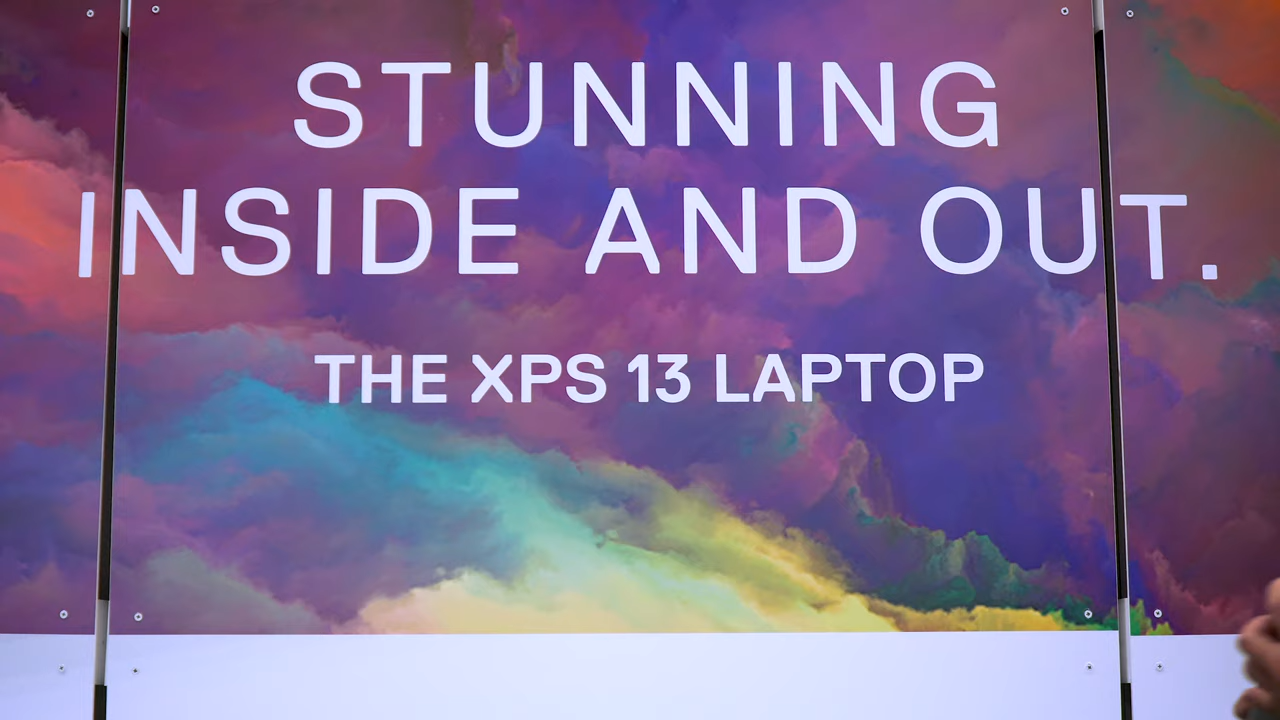 STUNNING
INSIDE AND OUT.
THE XPS 13 LAPTOP